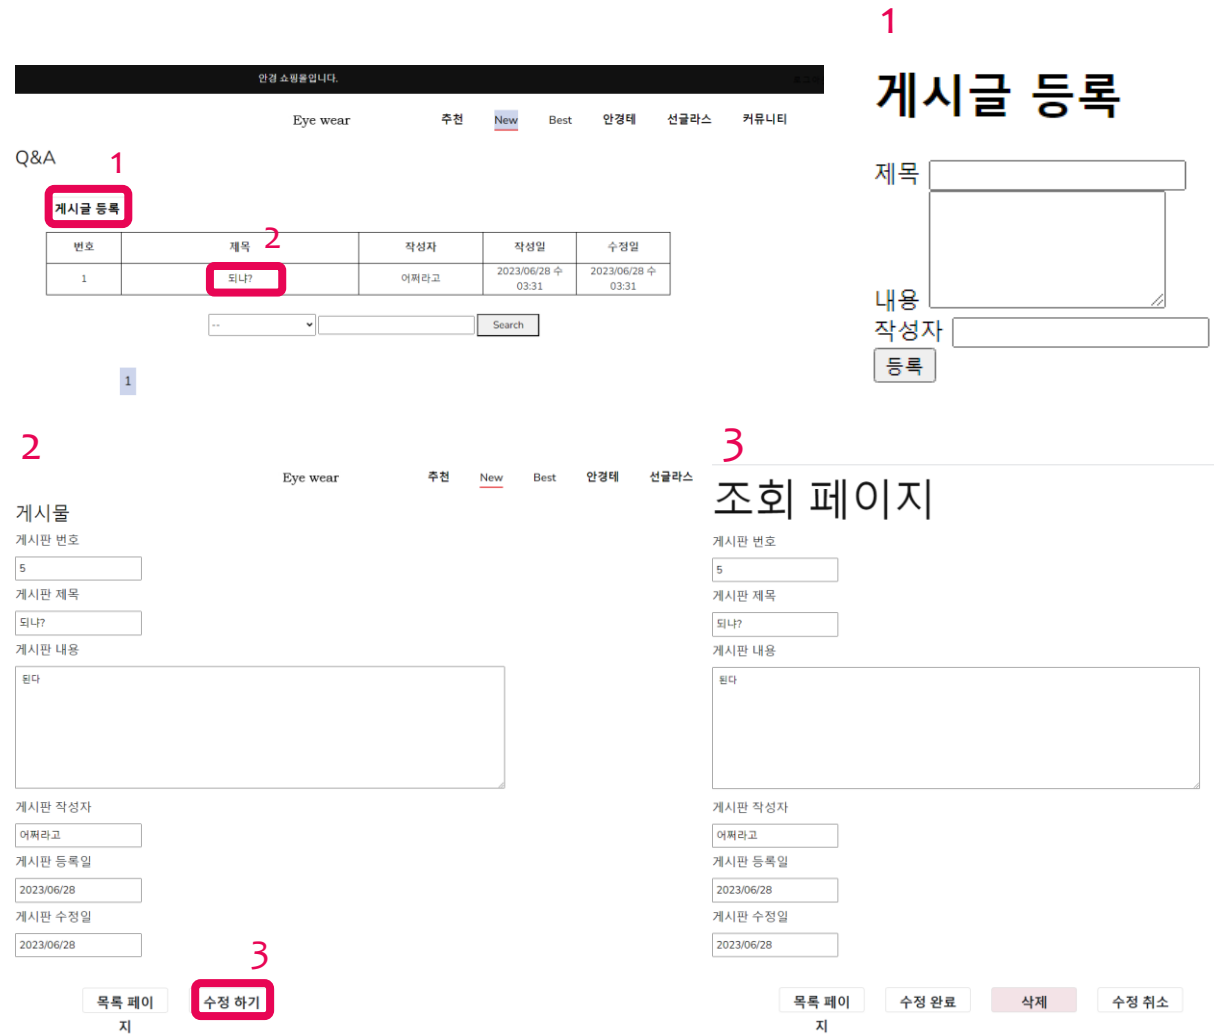 1
게시글 등록
제목
내용
작성자
등록
안경 쇼핑몰입니다.
Eye wear
추천 New Best 안경테 선글라스 커뮤니티
Q&A
1
게시글 등록
2
번호 제목 작성자 작성일 수정일
1 되냐? 어쩌라고 2023/06/28 수 03:31 2023/06/28 수 03:31
-- Search
1
2
Eye wear
추천 New Best 안경테 선글라스
게시물
게시판 번호
5
게시판 제목
되냐?
게시판 내용
된다
게시판 작성자
어쩌라고
게시판 등록일
2023/06/28
게시판 수정일
2023/06/28
3
목록 페이
지
수정 하기
3
조회 페이지
게시판 번호
5
게시판 제목
되냐?
게시판 내용
된다
게시판 작성자
어쩌라고
게시판 등록일
2023/06/28
게시판 수정일
2023/06/28
목록 페이
지
수정 완료
삭제
수정 취소